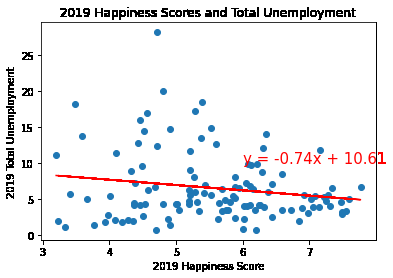 2019 Happiness Scores and Total Unemployment
2019 Total Unemployment
25
20
15
10
5
0
y = -0.74x + 10.61
3
4
5
6
7
2019 Happiness Score